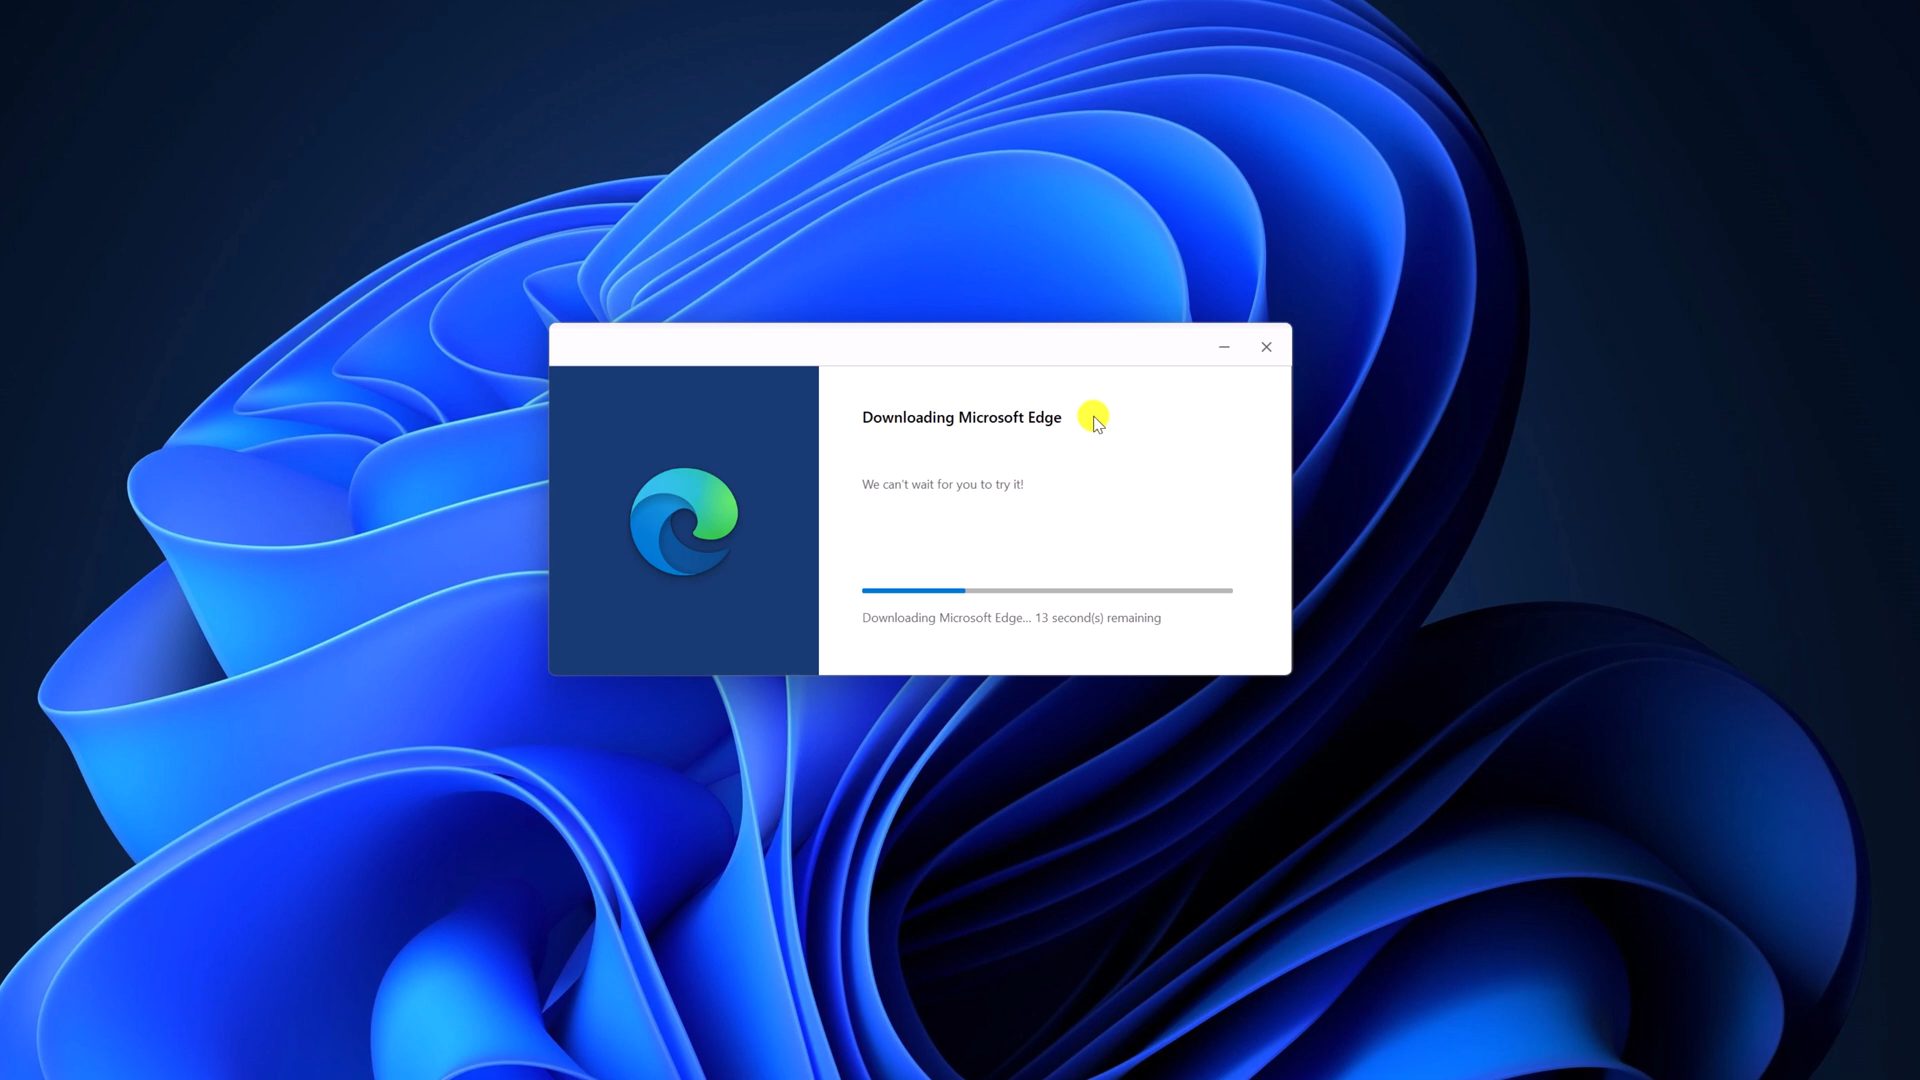 Downloading Microsoft Edge
We can't wait for you to try it!
Downloading Microsoft Edge... 13 second(s) remaining